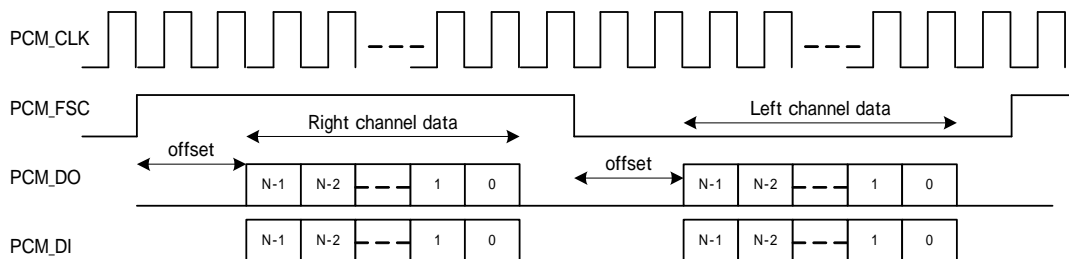 PCM_CLK
PCM_FSC
Right channel data
Left channel data
offset
offset
PCM_DO
N-1 N-2 1 0 N-1 N-2 1 0
PCM_DI
N-1 N-2 1 0 N-1 N-2 1 0